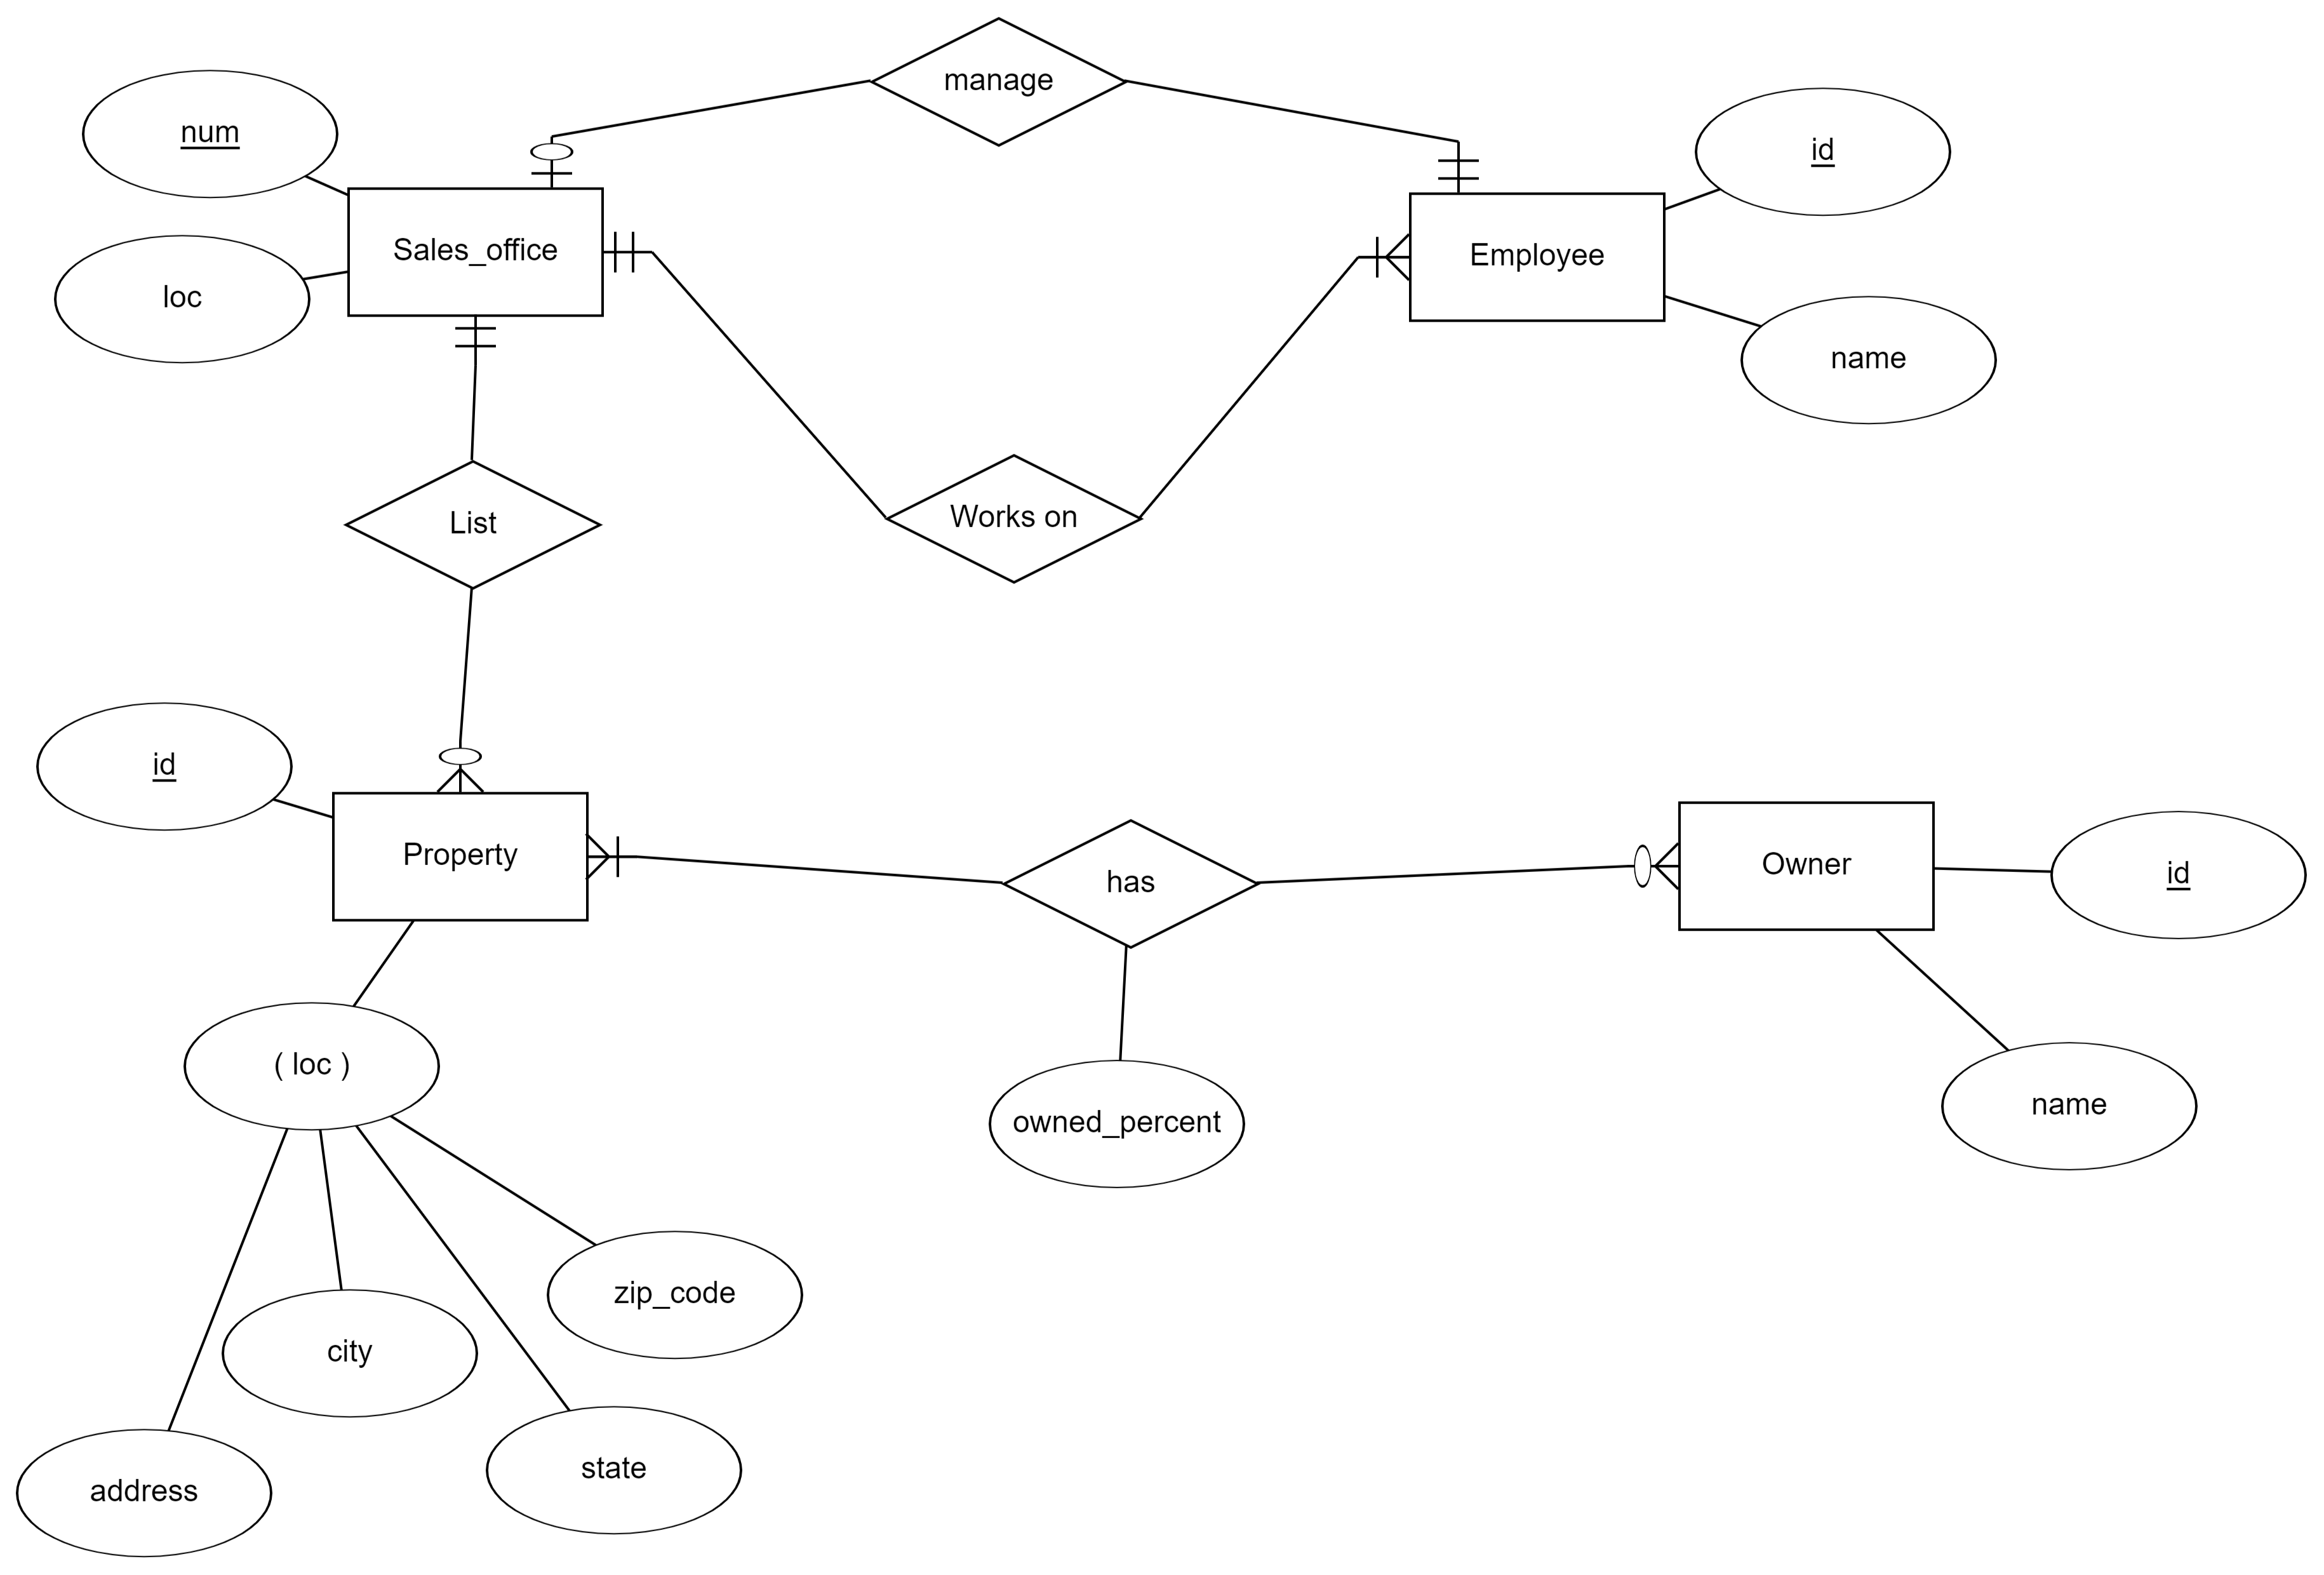 manage
num
id
Sales_office
Employee
loc
name
List
Works on
id
Property
has
Owner
id
( loc )
owned_percent
name
zip_code
city
state
address